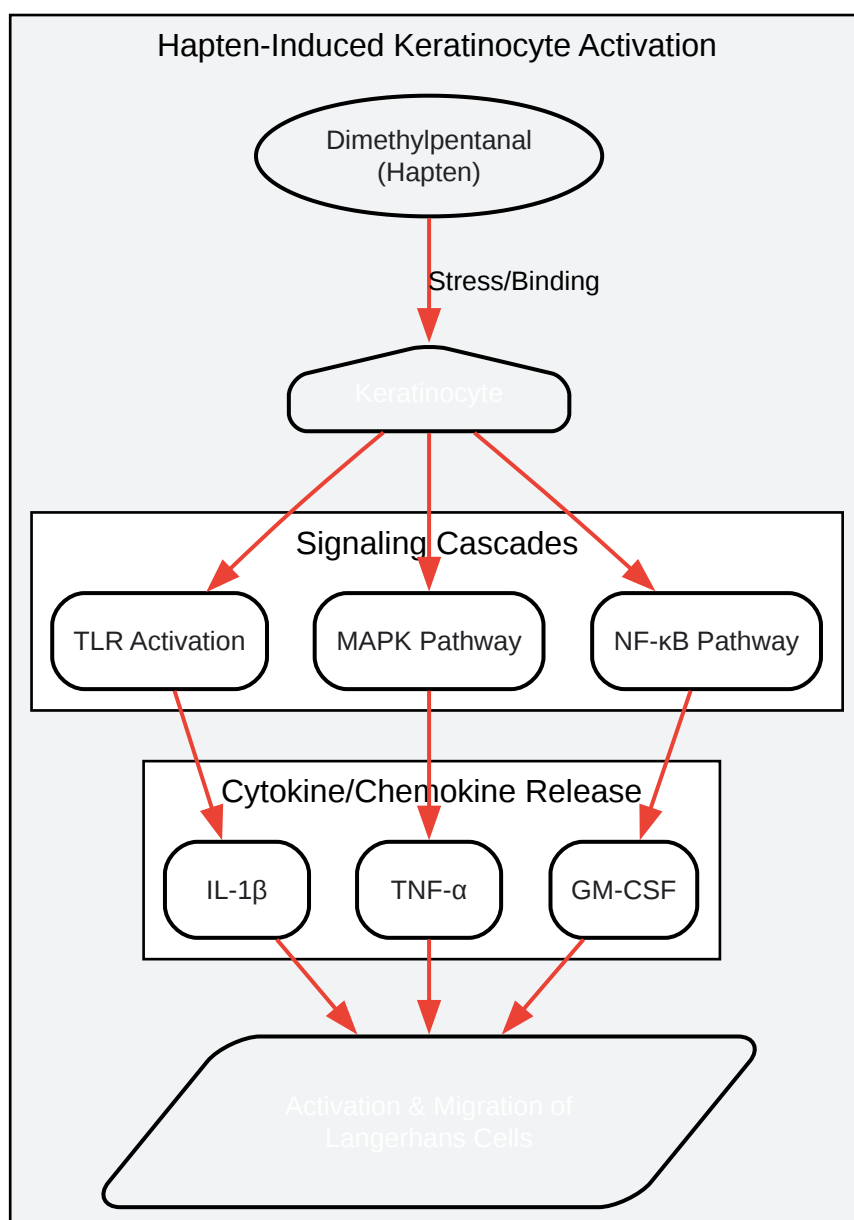 Hapten-Induced Keratinocyte Activation
Dimethylpentanal
(Hapten)
Stress/Binding
Keratinocyte
Signaling Cascades
TLR Activation
MAPK Pathway
NF-κB Pathway
Cytokine/Chemokine Release
IL-1β
TNF-α
GM-CSF
Activation & Migration of
Langerhans Cells